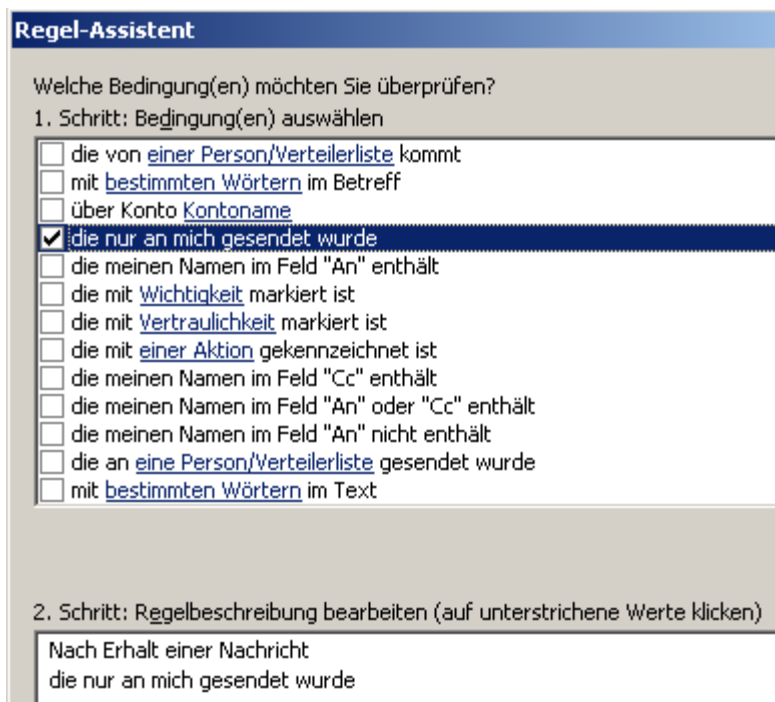 Regel-Assistent
Welche Bedingung(en) möchten Sie überprüfen?
1. Schritt: Bedingung(en) auswählen
die von einer Person/Verteilerliste kommt
mit bestimmten Wörtern im Betreff
über Konto Kontoname
die nur an mich gesendet wurde
die meinen Namen im Feld "An" enthält
die mit Wichtigkeit markiert ist
die mit Vertraulichkeit markiert ist
die mit einer Aktion gekennzeichnet ist
die meinen Namen im Feld "Cc" enthält
die meinen Namen im Feld "An" oder "Cc" enthält
die meinen Namen im Feld "An" nicht enthält
die an eine Person/Verteilerliste gesendet wurde
mit bestimmten Wörtern im Text
2. Schritt: Regelbeschreibung bearbeiten (auf unterstrichene Werte klicken)
Nach Erhalt einer Nachricht
die nur an mich gesendet wurde